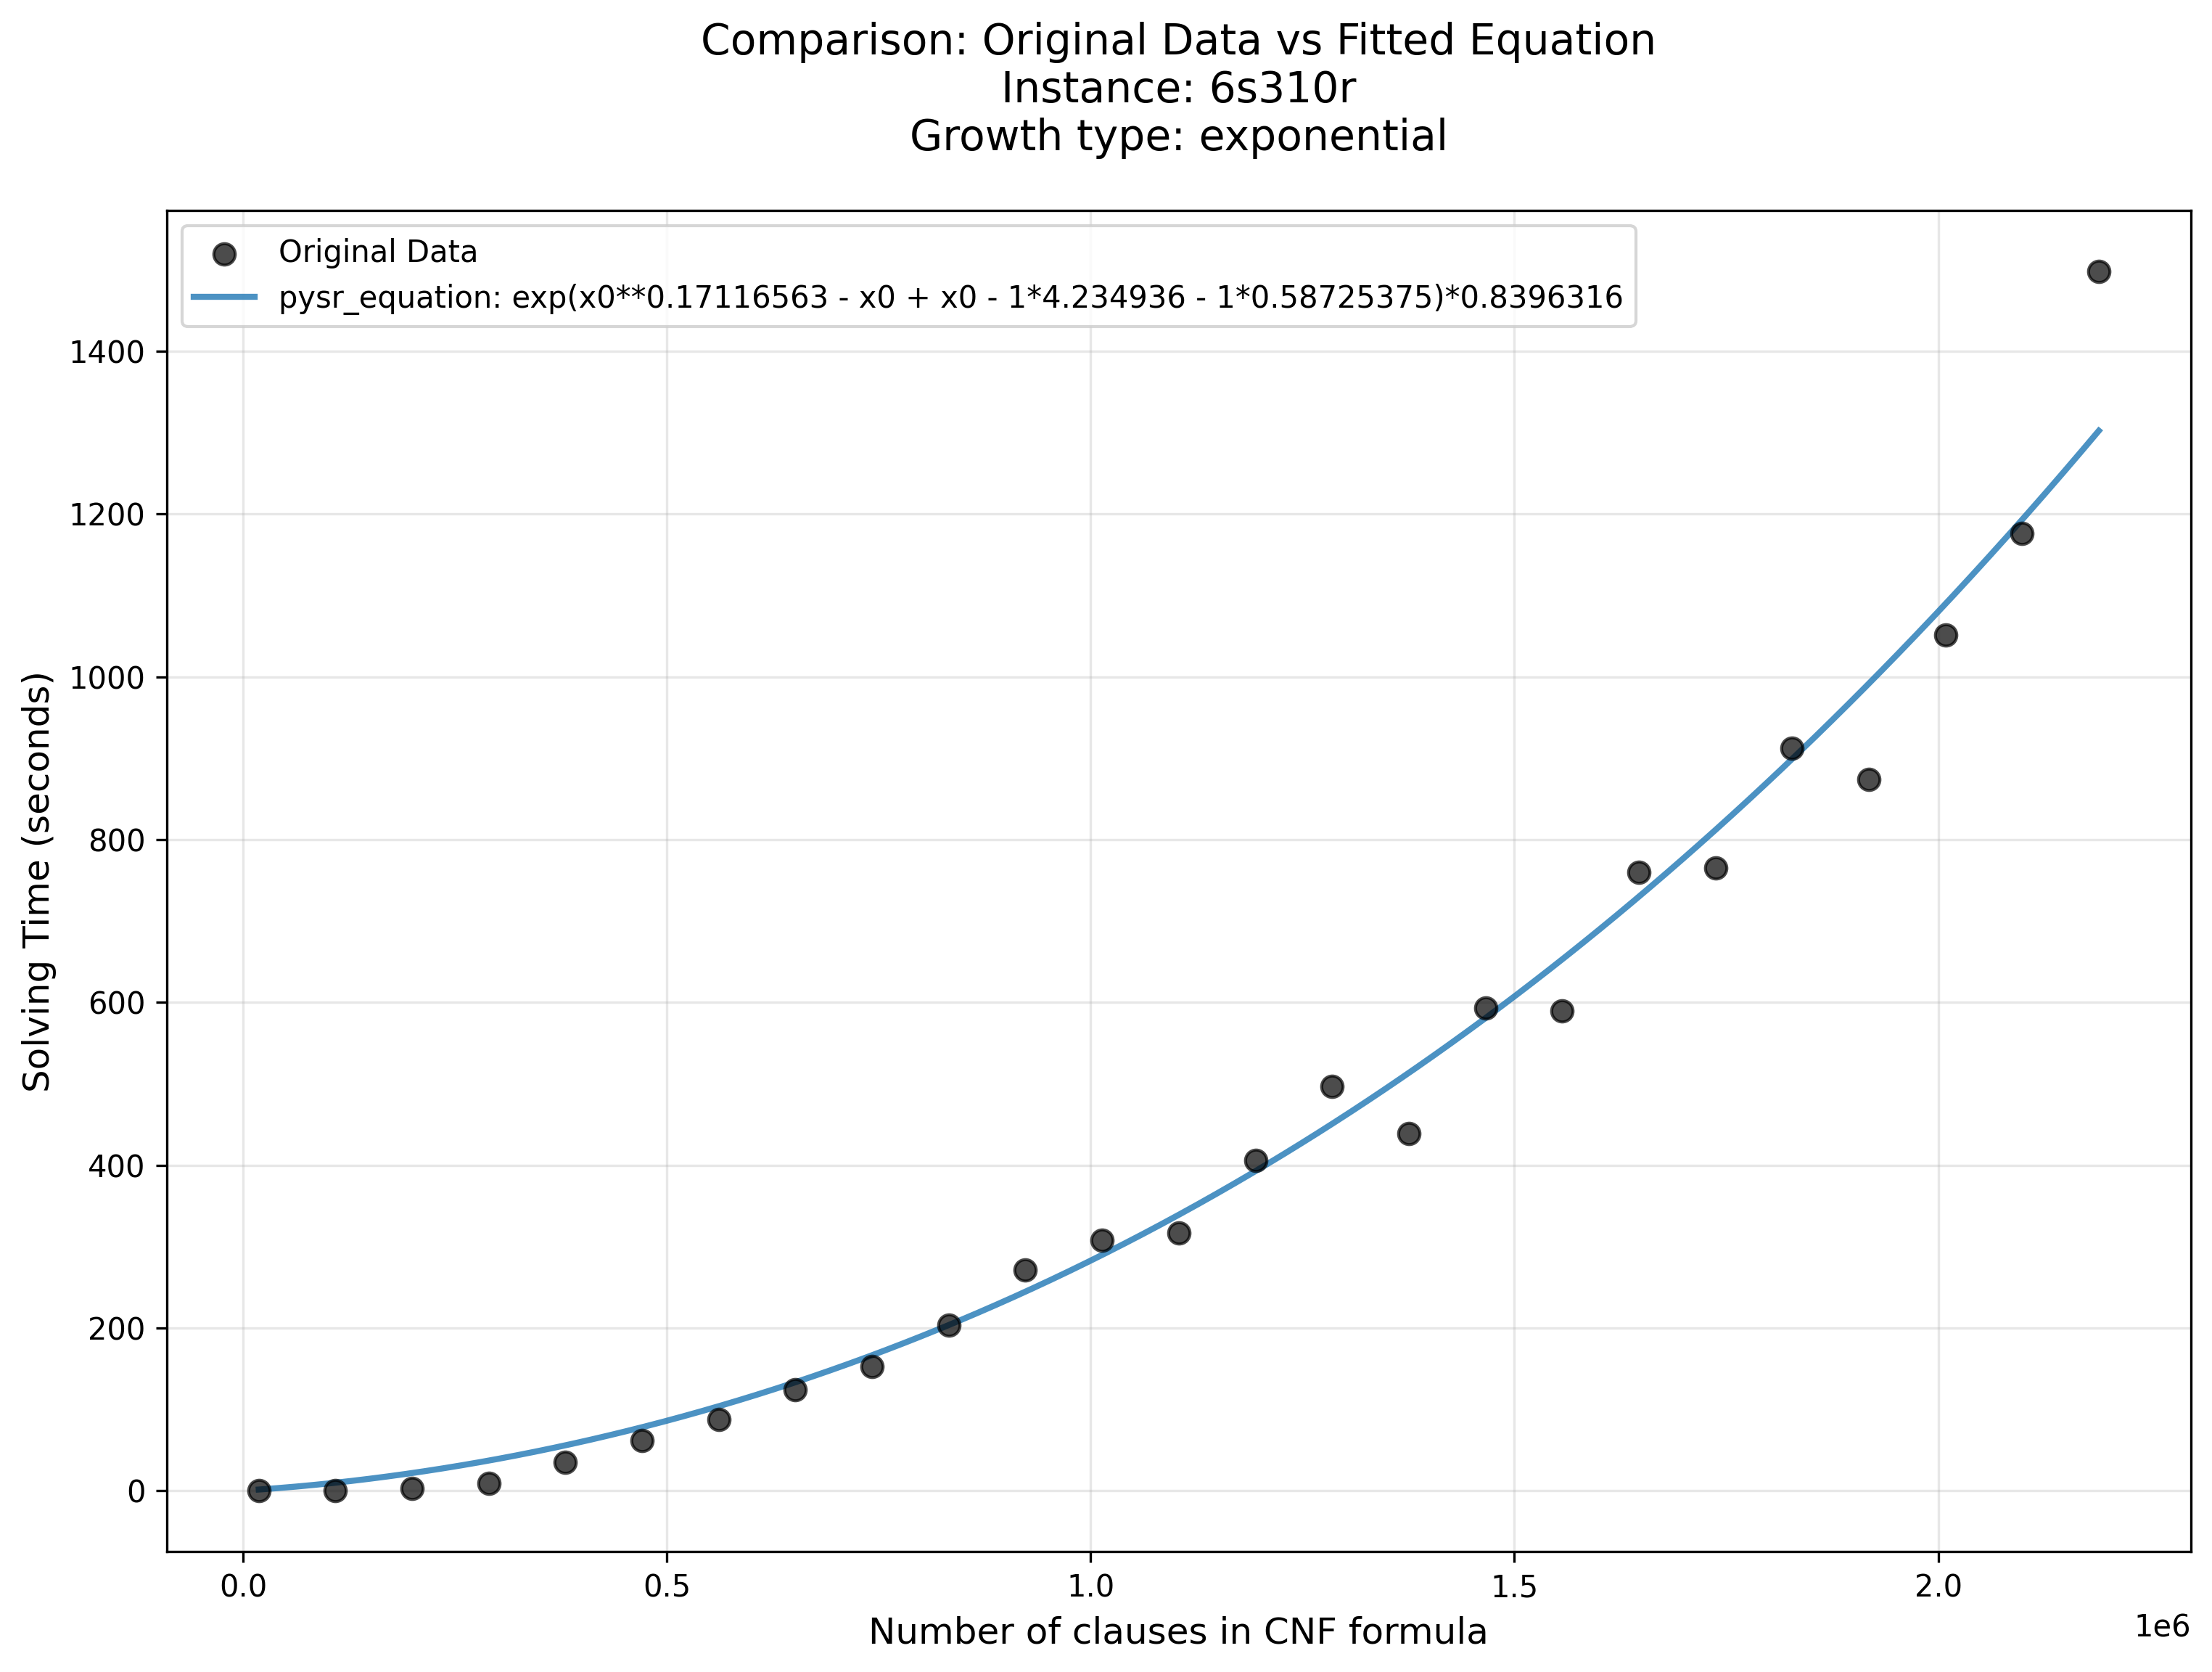 Comparison: Original Data vs Fitted Equation
Instance: 6s310r
Growth type: exponential
Original Data
pysr_equation: exp(x0**0.17116563 - x0 + x0 - 1*4.234936 - 1*0.58725375)*0.8396316
Solving Time (seconds)
1400
1200
1000
800
600
400
200
0
0.0 0.5 1.0 1.5 2.0
1e6
Number of clauses in CNF formula